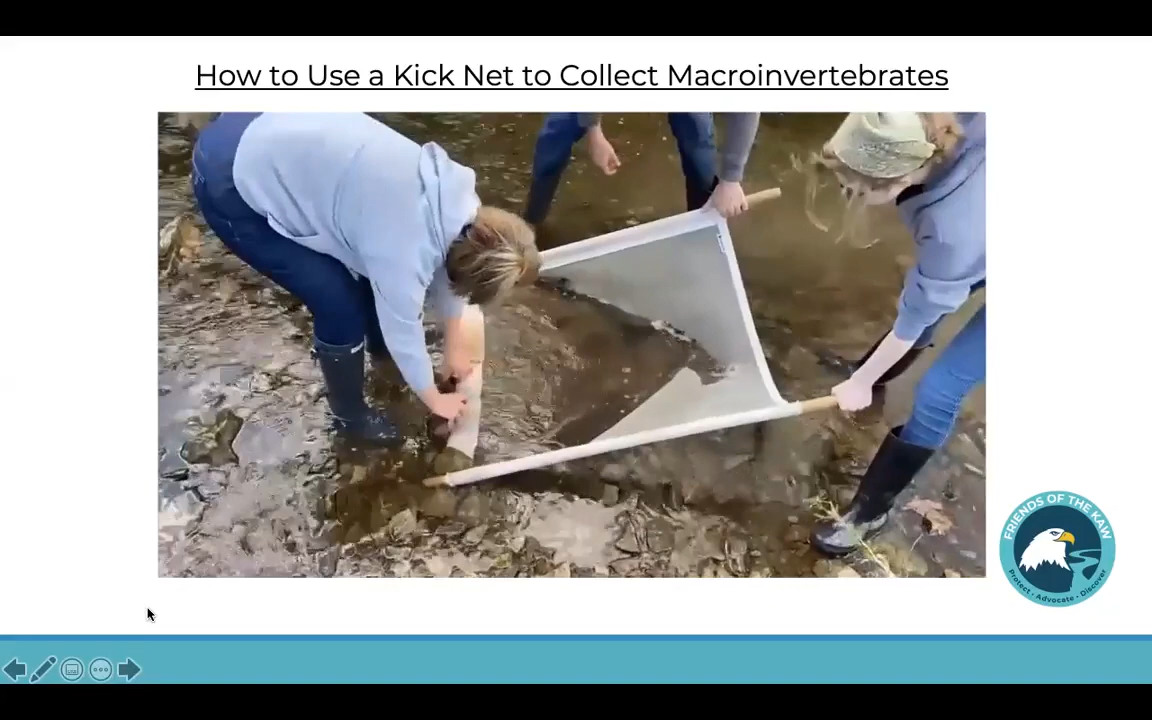 How to Use a Kick Net to Collect Macroinvertebrates
FRIENDS OF THE KAW
Protect • Advocate • Discover